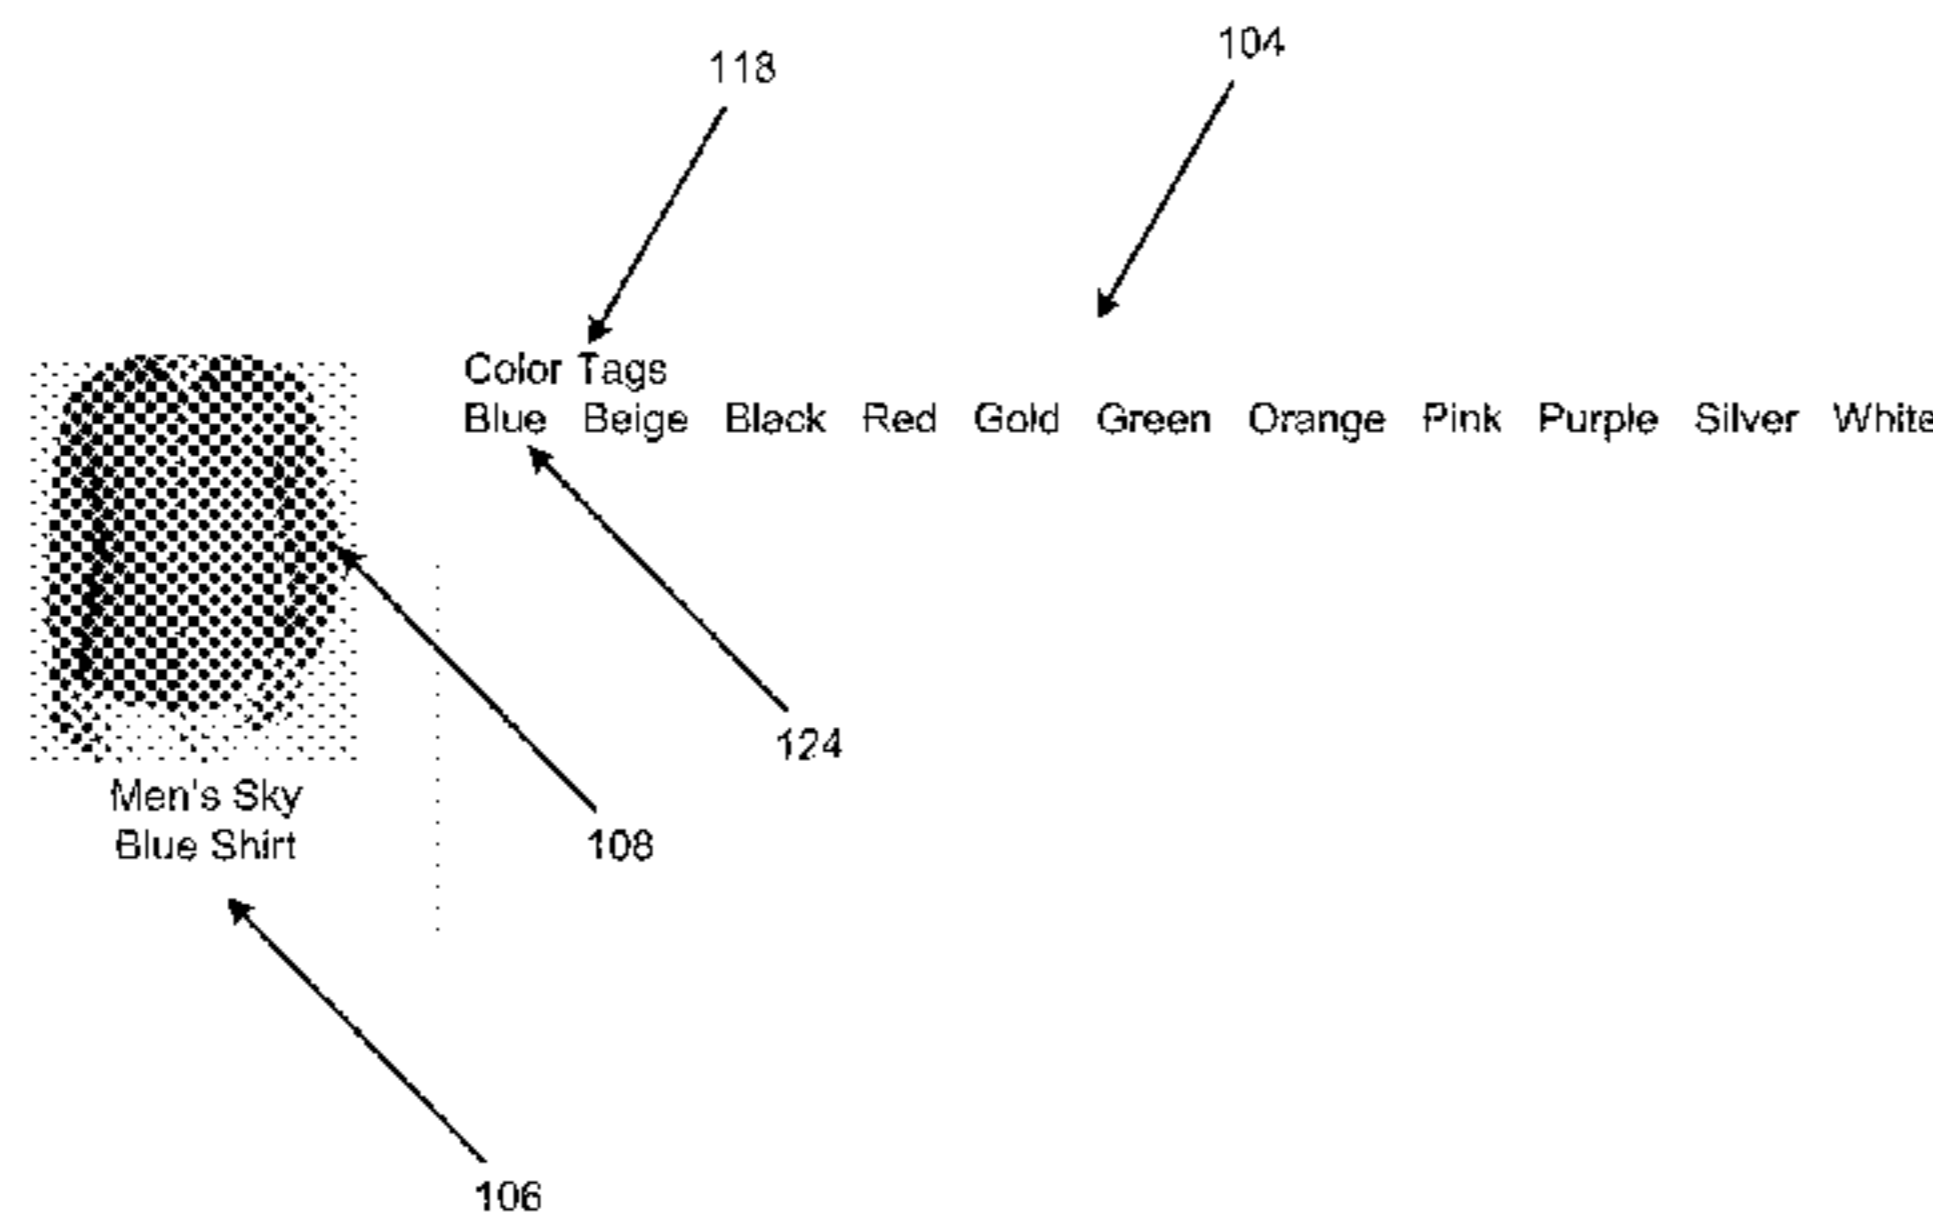 118
104
Color Tags
Blue Beige Black Red Gold Green Orange Pink Purple Silver White
124
Men's Sky
Blue Shirt
108
106